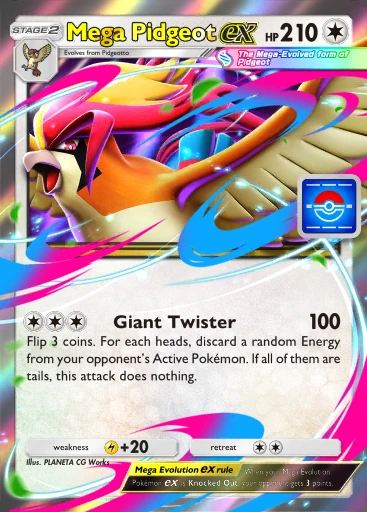 STAGE 2 Mega Pidgeot ex HP 210
Evolves from Pidgeotto
The Mega-Evolved form of
Pidgeot
Giant Twister 100
Flip 3 coins. For each heads, discard a random Energy
from your opponent's Active Pokémon. If all of them are
tails, this attack does nothing.
weakness +20 retreat
Illus. PLANETA CG Works
Mega Evolution ex rule When your Mega Evolution
Pokémon ex is Knocked Out, your opponent gets 3 points.